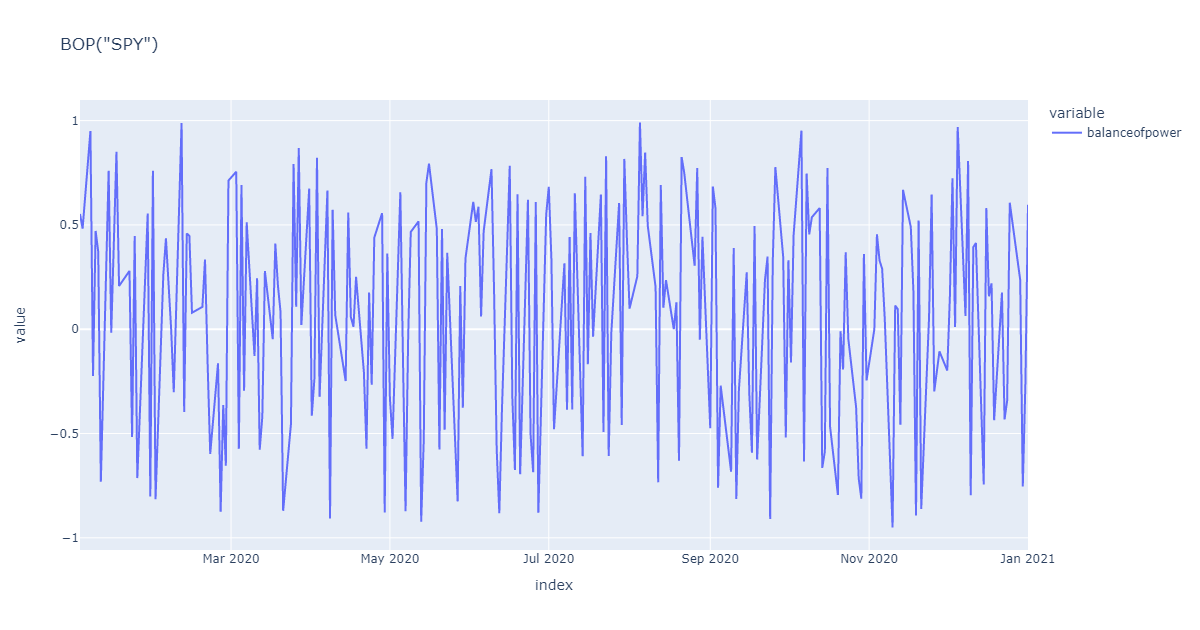 BOP("SPY")
variable
balanceofpower
1
0.5
0
−0.5
−1
value
Mar 2020
May 2020
Jul 2020
Sep 2020
Nov 2020
Jan 2021
index